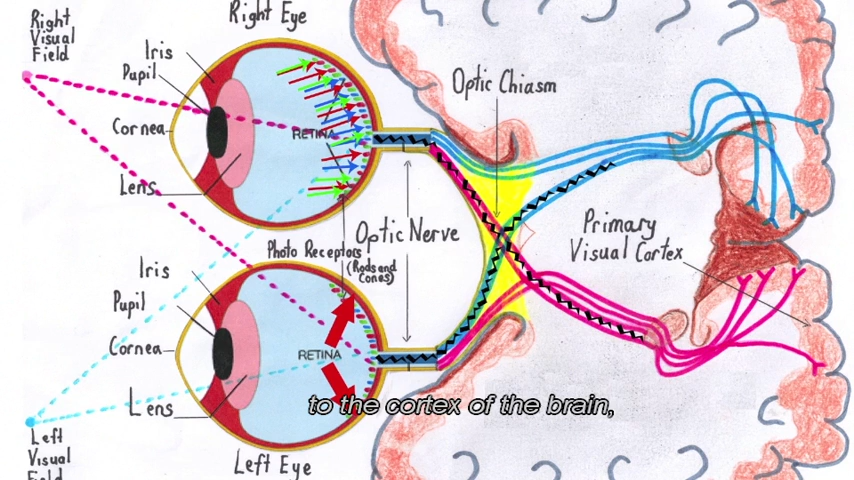 Right Eye
Right
Visual
Field
Iris
Pupil
Cornea
Lens
RETINA
Optic Chiasm
Optic Nerve
Photo Receptors
(Rods and
Cones)
Primary
Visual Cortex
Iris
Pupil
Cornea
Lens
RETINA
to the cortex of the brain,
Left
Visual
Field
Left Eye